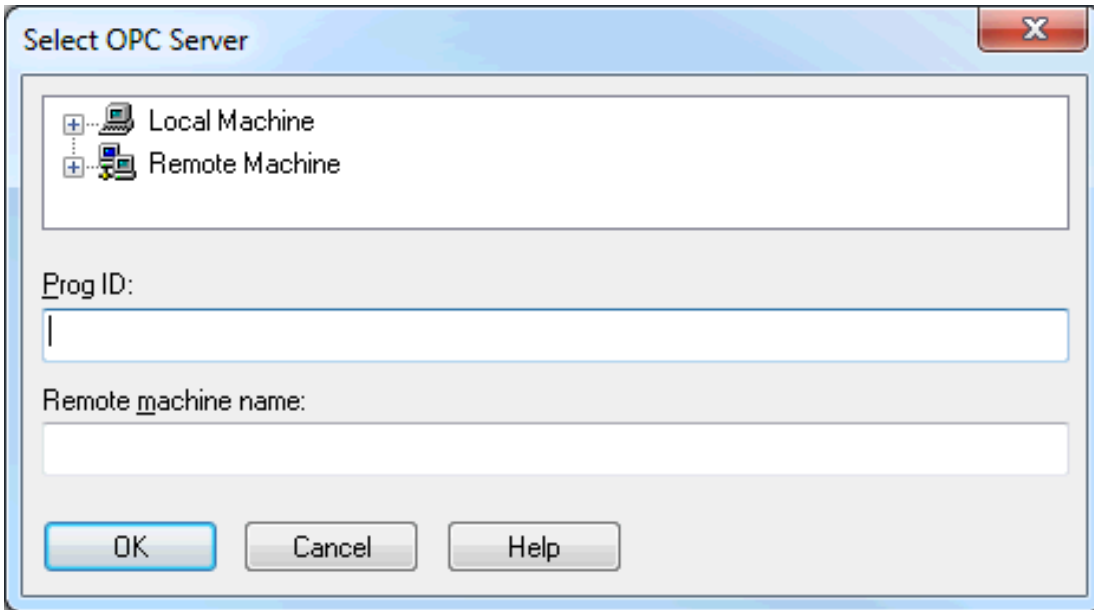 Select OPC Server
Local Machine
Remote Machine
Prog ID:
Remote machine name:
OK Cancel Help